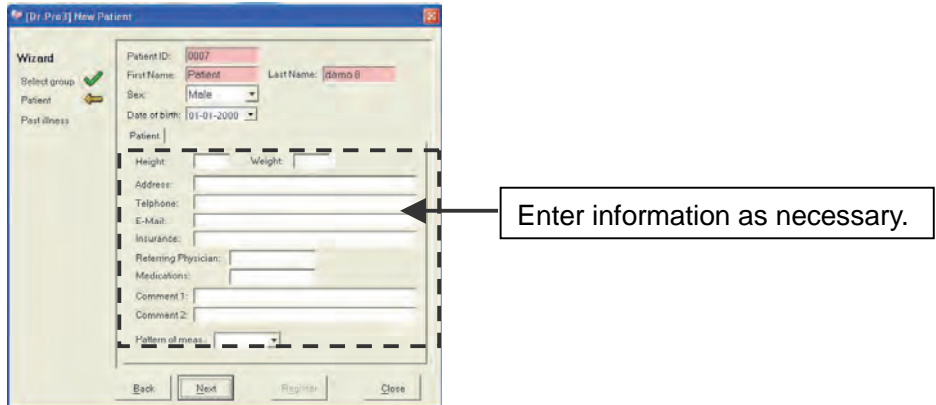 [Dr.Pro3] New Patient
Wizard
Select group
Patient
Past illness
Patient ID: 0007
First Name: Patient Last Name: demo 8
Sex: Male
Date of birth: 01-01-2000
Patient
Height: Weight:
Address:
Telphone:
E-Mail:
Insurance:
Referring Physician:
Medications:
Comment 1:
Comment 2:
Pattern of meas.:
Back Next Register Close
Enter information as necessary.